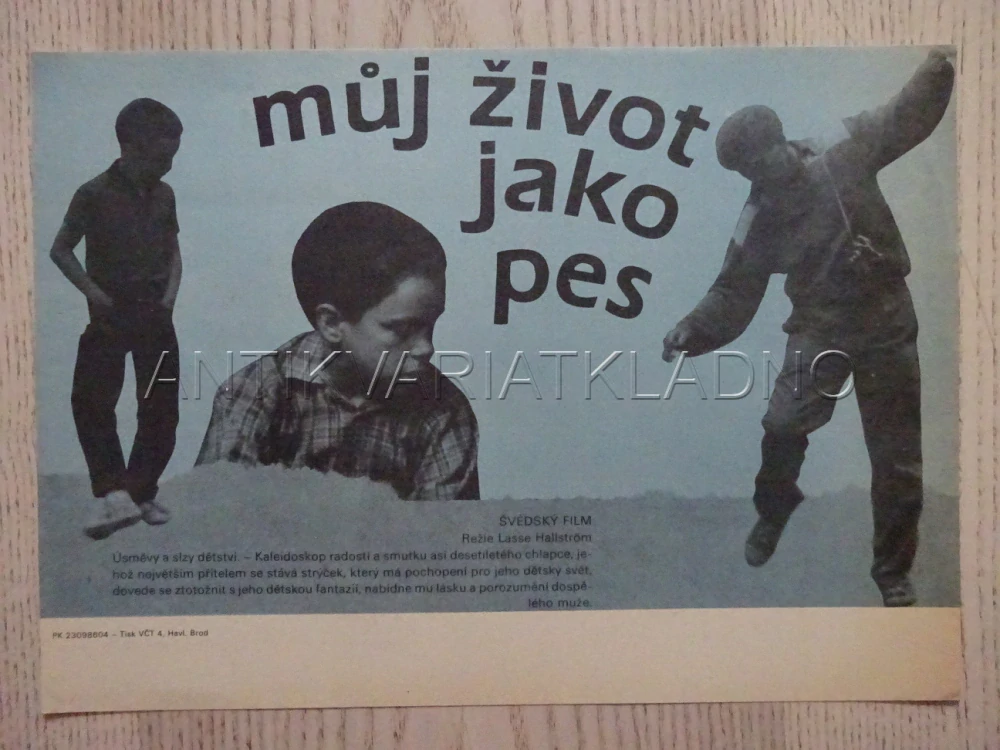 můj život
jako
pes
ANTIKVARIATKLADNO
ŠVÉDSKÝ FILM
Režie Lasse Hallström
Úsměvy a slzy dětství. – Kaleidoskop radostí a smutku asi desetiletého chlapce, je-
hož největším přítelem se stává strýček, který má pochopení pro jeho dětský svět,
dovede se ztotožnit s jeho dětskou fantazií, nabídne mu lásku a porozumění dospě-
lého muže.
PK 23098604 – Tisk VČT 4, Havl. Brod